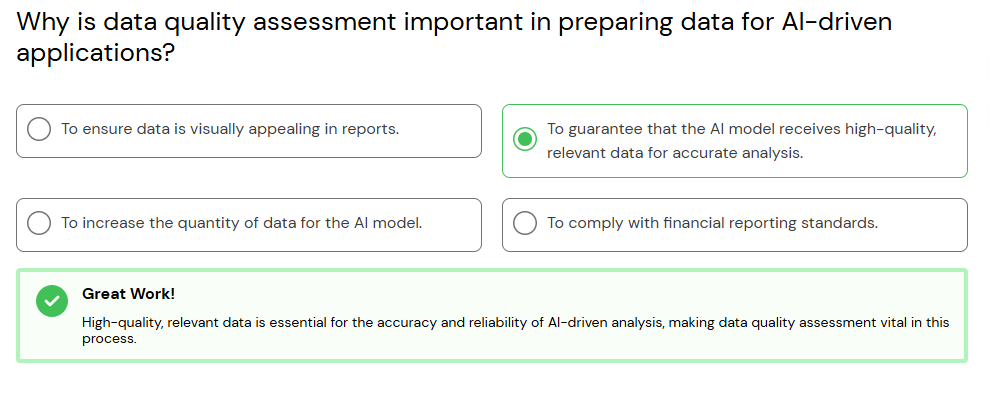 Why is data quality assessment important in preparing data for AI-driven
applications?
To ensure data is visually appealing in reports.
To guarantee that the AI model receives high-quality,
relevant data for accurate analysis.
To increase the quantity of data for the AI model.
To comply with financial reporting standards.
Great Work!
High-quality, relevant data is essential for the accuracy and reliability of AI-driven analysis, making data quality assessment vital in this
process.